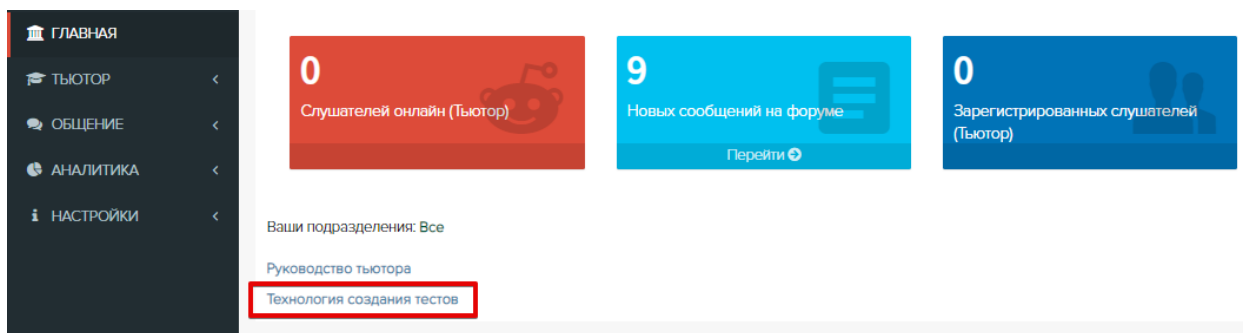 ГЛАВНАЯ
ТЬЮТОР
ОБЩЕНИЕ
АНАЛИТИКА
НАСТРОЙКИ
0
Слушателей онлайн (Тьютор)
9
Новых сообщений на форуме
Перейти
0
Зарегистрированных слушателей
(Тьютор)
Ваши подразделения: Все
Руководство тьютора
Технология создания тестов